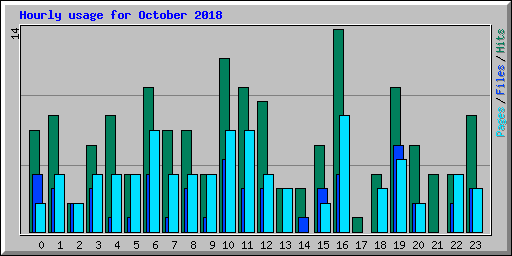 Hourly usage for October 2018
14
Pages/Files/Hits
0 1 2 3 4 5 6 7 8 9 10 11 12 13 14 15 16 17 18 19 20 21 22 23